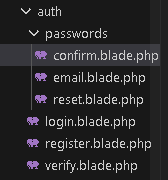 auth
passwords
confirm.blade.php
email.blade.php
reset.blade.php
login.blade.php
register.blade.php
verify.blade.php